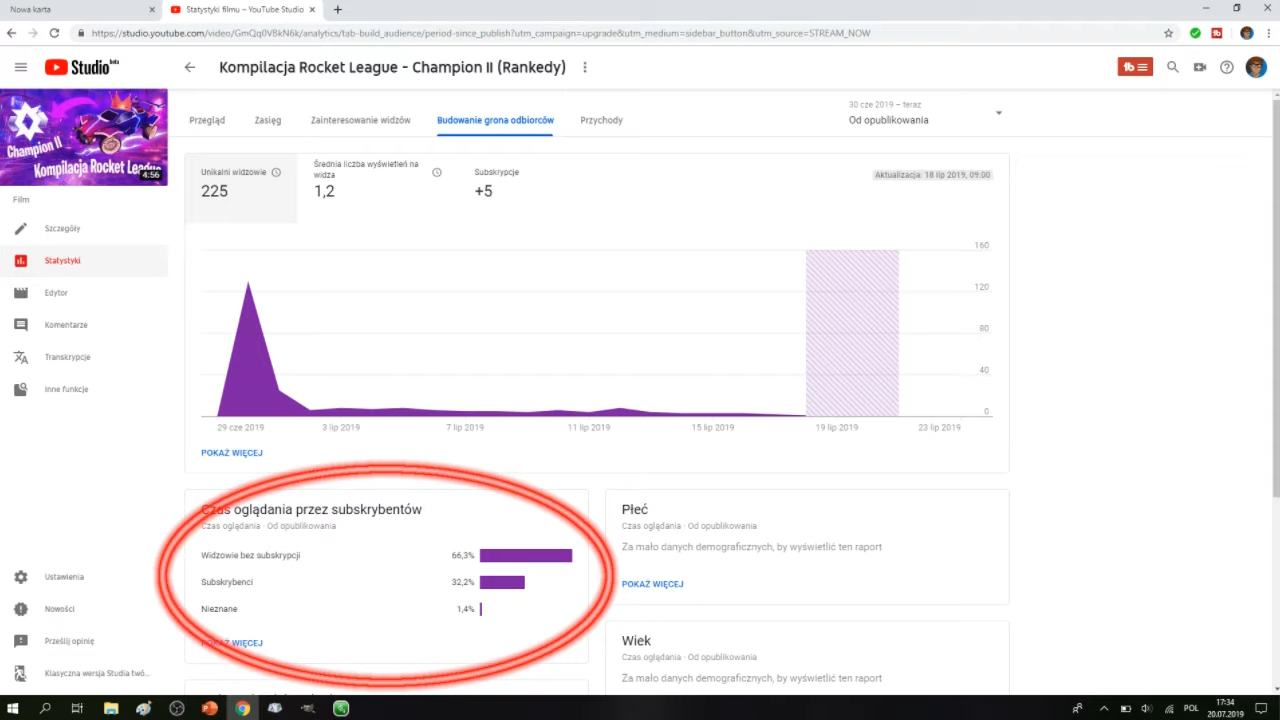 Nowa karta
Statystyki filmu – YouTube Studio
https://studio.youtube.com/video/GmQq0VBkN6k/analytics/tab-build_audience/period-since_publish?utm_campaign=upgrade&utm_medium=sidebar_button&utm_source=STREAM_NOW
Studio beta
Kompilacja Rocket League - Champion II (Rankedy)
Champion II
Kompilacja Rocket League
4:56
Film
Szczegóły
Statystyki
Edytor
Komentarze
Transkrypcje
Inne funkcje
Ustawienia
Nowości
Prześlij opinię
Klasyczna wersja Studia twó...
Przegląd
Zasięg
Zainteresowanie widzów
Budowanie grona odbiorców
Przychody
30 cze 2019 – teraz
Od opublikowania
Unikalni widzowie
225
Średnia liczba wyświetleń na
widza
1,2
Subskrypcje
+5
Aktualizacja: 18 lip 2019, 09:00
160
120
80
40
0
29 cze 2019
3 lip 2019
7 lip 2019
11 lip 2019
15 lip 2019
19 lip 2019
23 lip 2019
POKAŻ WIĘCEJ
Czas oglądania przez subskrybentów
Czas oglądania · Od opublikowania
Widzowie bez subskrypcji 66,3%
Subskrybenci 32,2%
Nieznane 1,4%
POKAŻ WIĘCEJ
Płeć
Czas oglądania · Od opublikowania
Za mało danych demograficznych, by wyświetlić ten raport
POKAŻ WIĘCEJ
Wiek
Czas oglądania · Od opublikowania
Za mało danych demograficznych, by wyświetlić ten raport
POL
17:34
20.07.2019